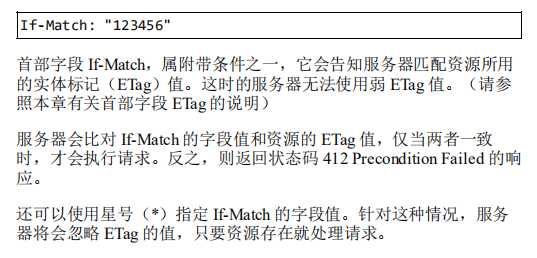 If-Match: "123456"
首部字段 If-Match，属附带条件之一，它会告知服务器匹配资源所用
的实体标记（ETag）值。这时的服务器无法使用弱 ETag 值。（请参
照本章有关首部字段 ETag 的说明）
服务器会比对 If-Match 的字段值和资源的 ETag 值，仅当两者一致
时，才会执行请求。反之，则返回状态码 412 Precondition Failed 的响
应。
还可以使用星号（*）指定 If-Match 的字段值。针对这种情况，服务
器将会忽略 ETag 的值，只要资源存在就处理请求。